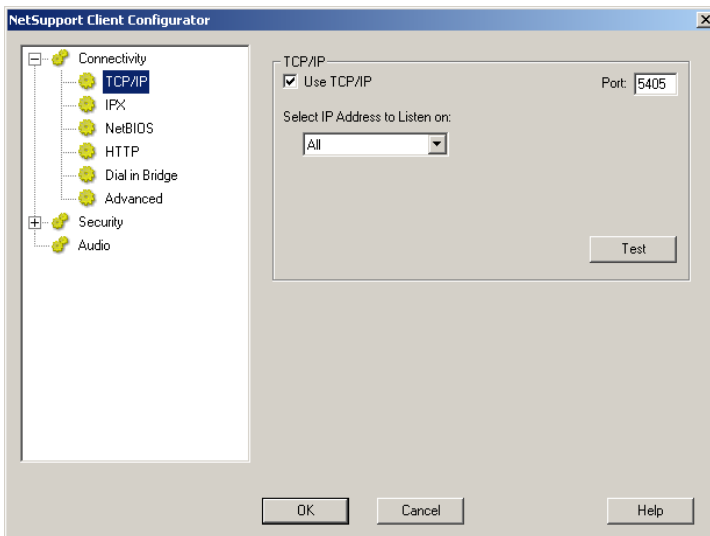 NetSupport Client Configurator
Connectivity
TCP/IP
IPX
NetBIOS
HTTP
Dial in Bridge
Advanced
Security
Audio
TCP/IP
Use TCP/IP
Port: 5405
Select IP Address to Listen on:
All
Test
OK
Cancel
Help